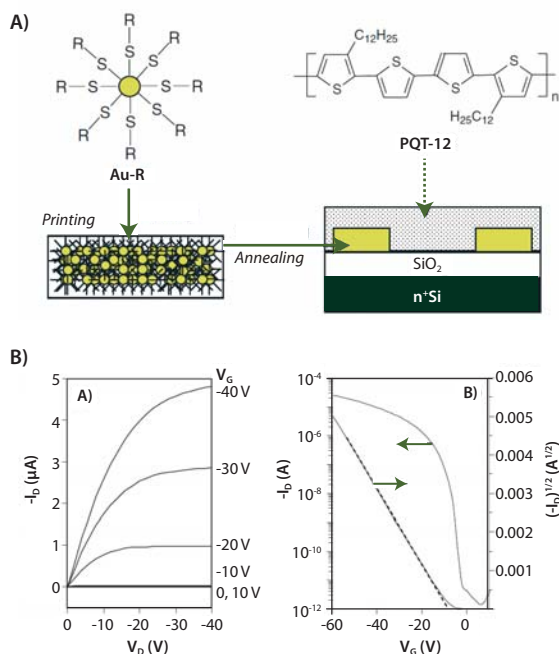 A)
C12H25
S S S S S S S S
R R R R R R R R
S S S S
n
H25C12
Au-R
PQT-12
Printing
Annealing
SiO2
n+Si
B)
A)
VG
-40 V
-30 V
-20 V
-10 V
0, 10 V
5
4
3
2
1
0
-ID (µA)
0 -10 -20 -30 -40
VD (V)
B)
10-4
10-6
10-8
10-10
10-12
-ID (A)
0.006
0.005
0.004
0.003
0.002
0.001
(-ID)1/2 (A1/2)
-60 -40 -20 0
VG (V)